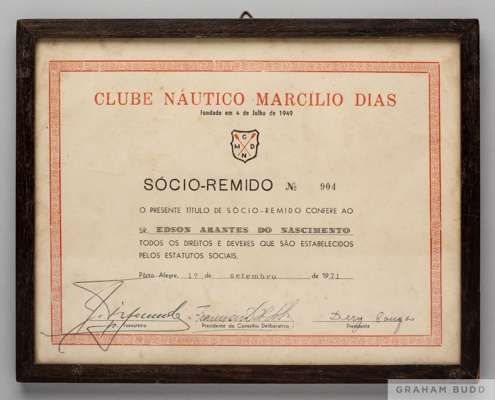 CLUBE NÁUTICO MARCÍLIO DIAS
Fundado em 4 de Julho de 1949
C
M D
N
SÓCIO-REMIDO Nº 904
O PRESENTE TÍTULO DE SÓCIO-REMIDO CONFERE AO
SR. EDSON ARANTES DO NASCIMENTO
TODOS OS DIREITOS E DEVERES QUE SÃO ESTABELECIDOS
PELOS ESTATUTOS SOCIAIS.
Pôrto Alegre, 1º de setembro de 1971
Tesoureiro Presidente do Conselho Deliberativo Presidente
GRAHAM BUDD